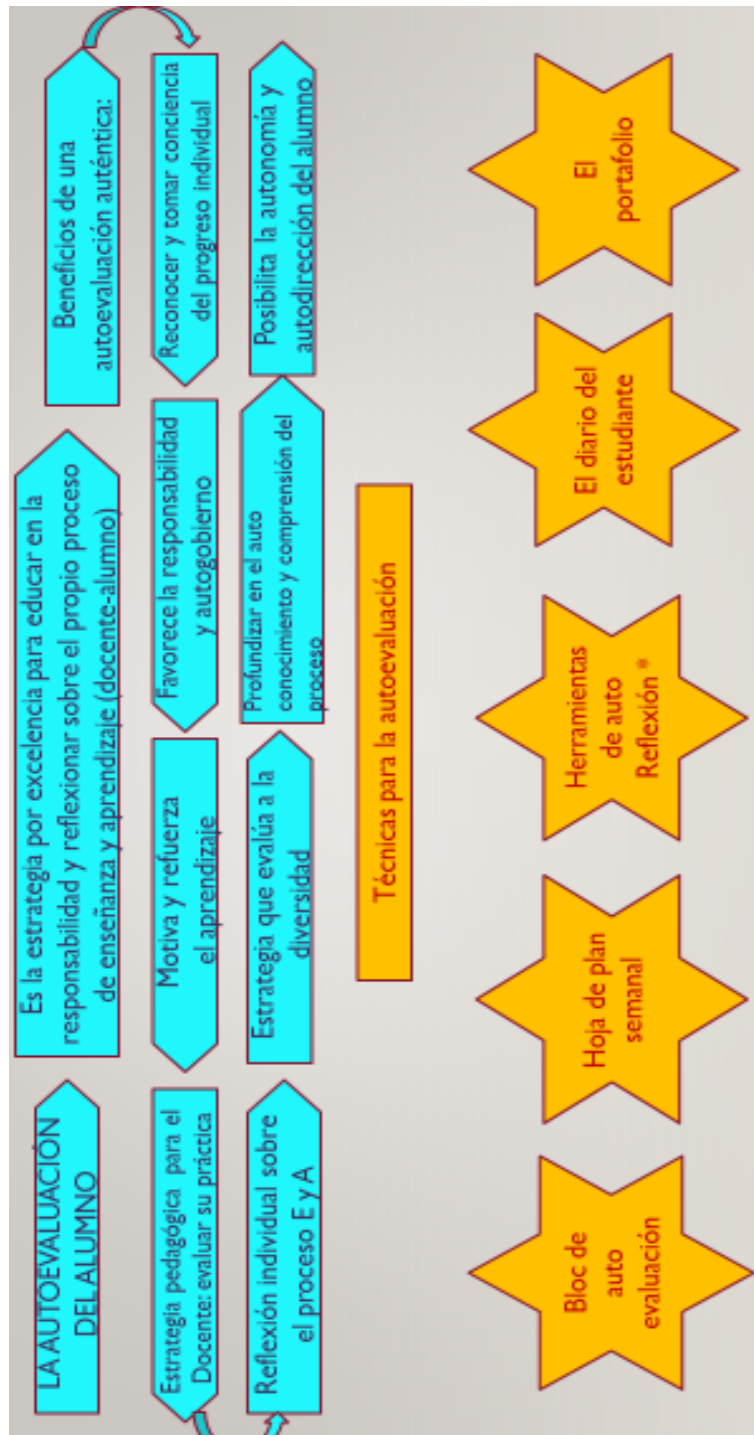 LA AUTOEVALUACIÓN
DEL ALUMNO
Es la estrategia por excelencia para educar en la
responsabilidad y reflexionar sobre el propio proceso
de enseñanza y aprendizaje (docente-alumno)
Beneficios de una
autoevaluación auténtica:
Reconocer y tomar conciencia
del progreso individual
Favorece la responsabilidad
y autogobierno
Motiva y refuerza
el aprendizaje
Estrategia pedagógica para el
Docente: evaluar su práctica
Reflexión individual sobre
el proceso E y A
Estrategia que evalúa a la
diversidad
Profundizar en el auto
conocimiento y comprensión del
proceso
Posibilita la autonomía y
autodirección del alumno
Técnicas para la autoevaluación
Bloc de
auto
evaluación
Hoja de plan
semanal
Herramientas
de auto
Reflexión *
El diario del
estudiante
El
portafolio